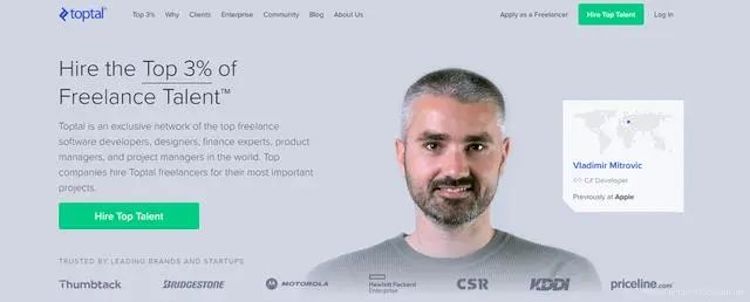 toptal
Top 3% Why Clients Enterprise Community Blog About Us Apply as a Freelancer Hire Top Talent Log In
Hire the Top 3% of
Freelance Talent™
Toptal is an exclusive network of the top freelance
software developers, designers, finance experts, product
managers, and project managers in the world. Top
companies hire Toptal freelancers for their most important
projects.
Hire Top Talent
Vladimir Mitrovic
C# Developer
Previously at Apple
TRUSTED BY LEADING BRANDS AND STARTUPS
Thumbtack BRIDGESTONE MOTOROLA Hewlett Packard
Enterprise CSR KDDI priceline.com